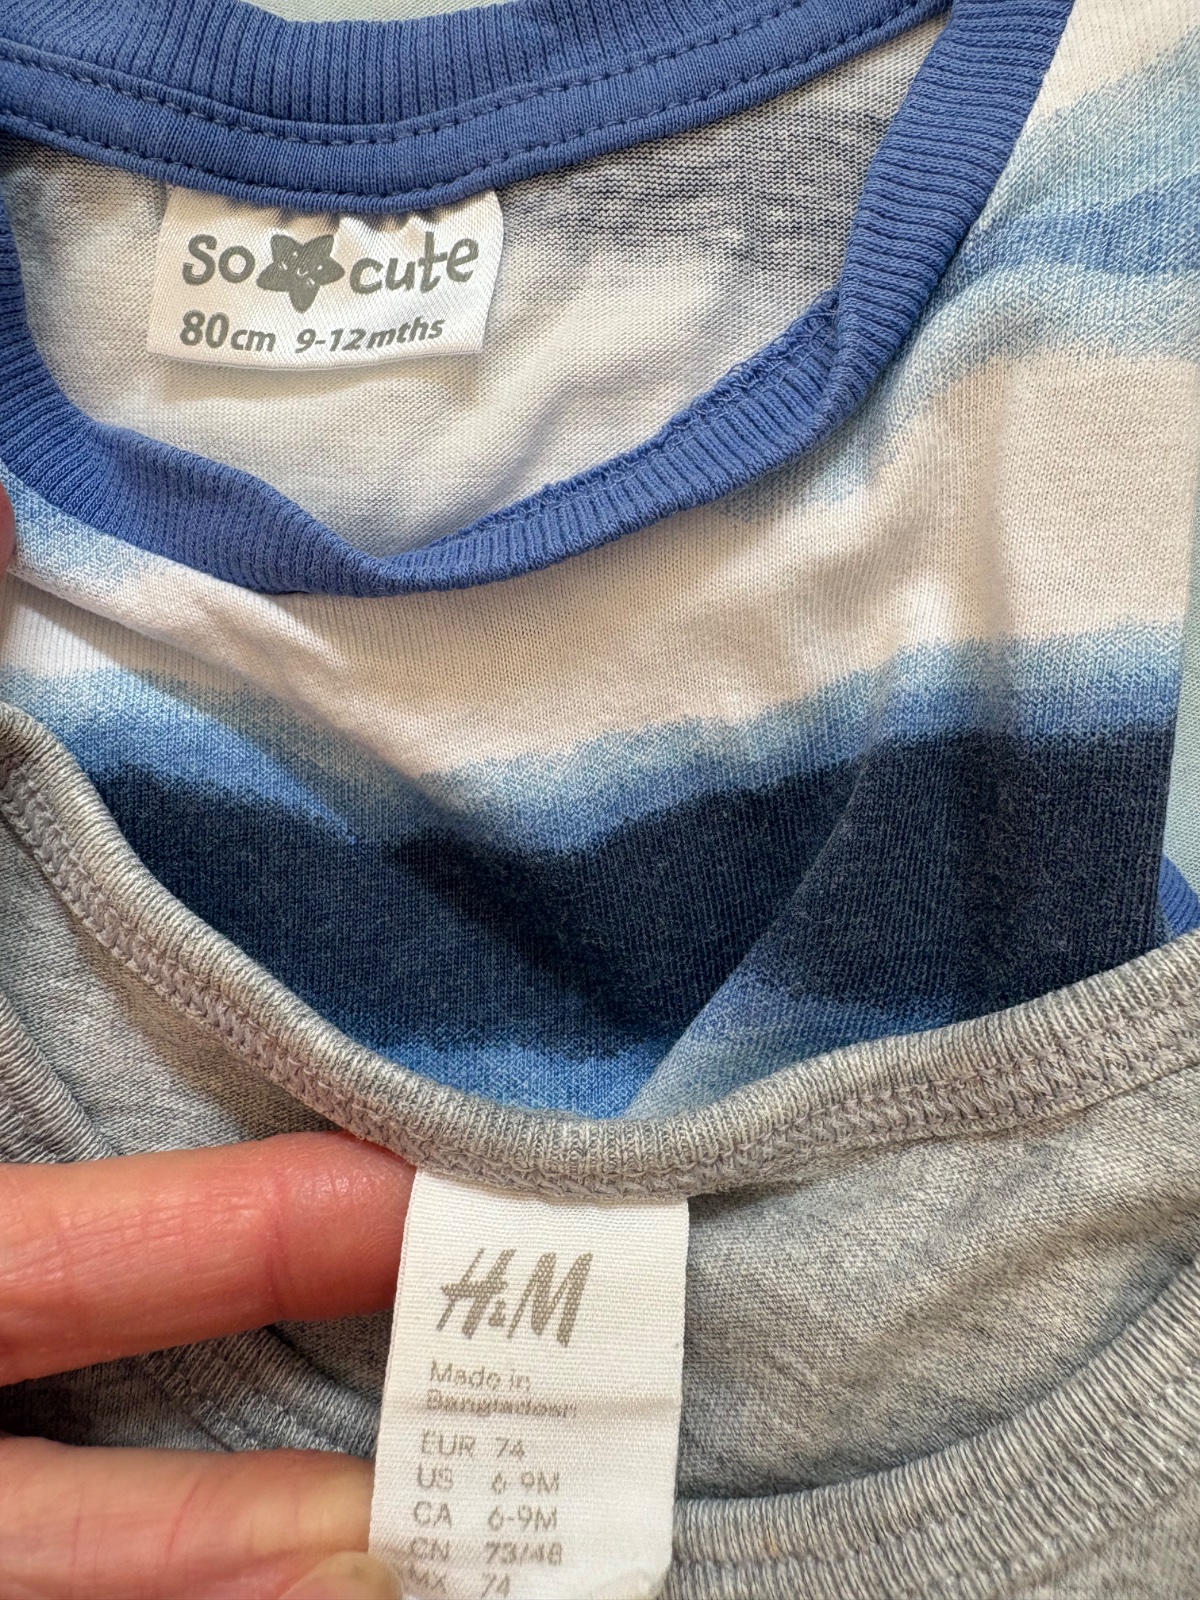 So cute
80cm 9-12mths
H&M
Made in
Bangladesh
EUR 74
US 6-9M
CA 6-9M
CN 73/48
MX 74